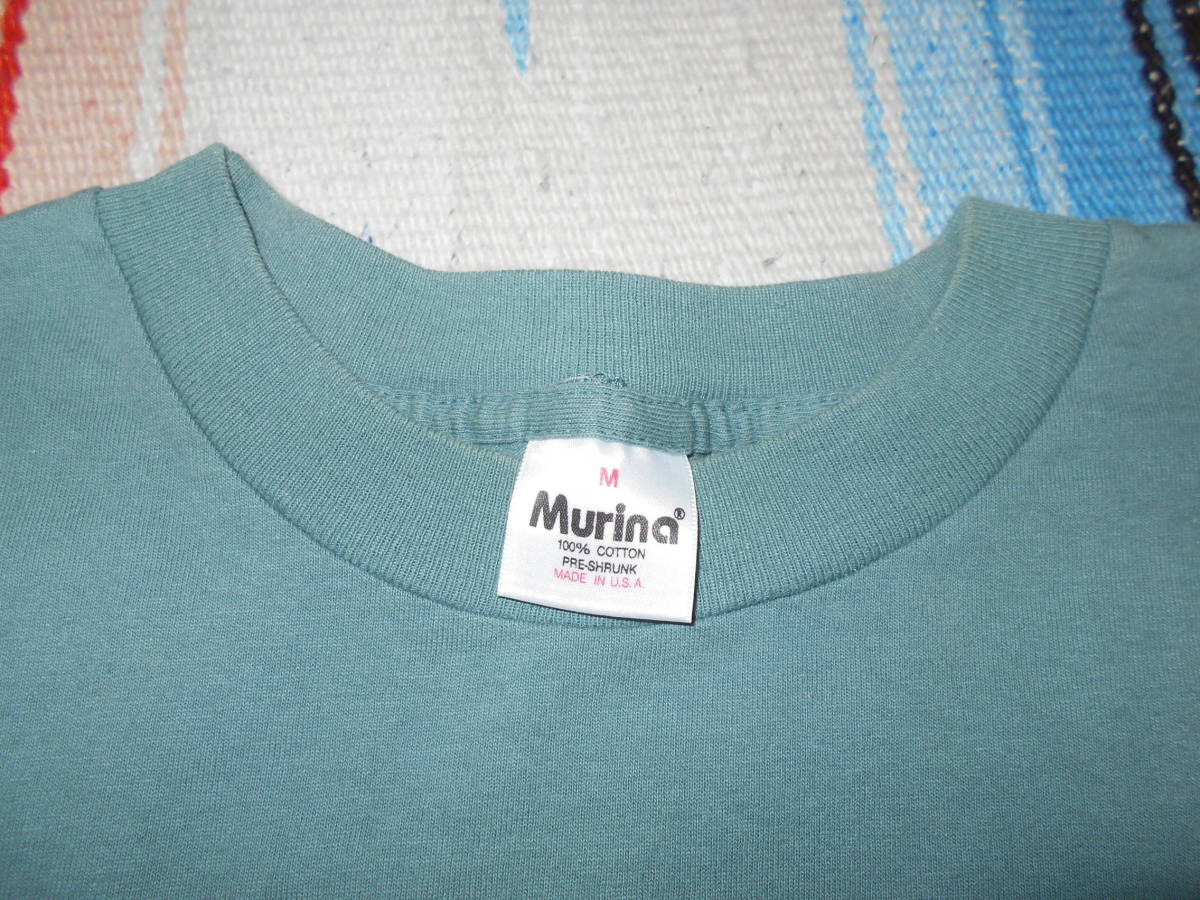 M
Murina®
100% COTTON
PRE-SHRUNK
MADE IN U.S.A.